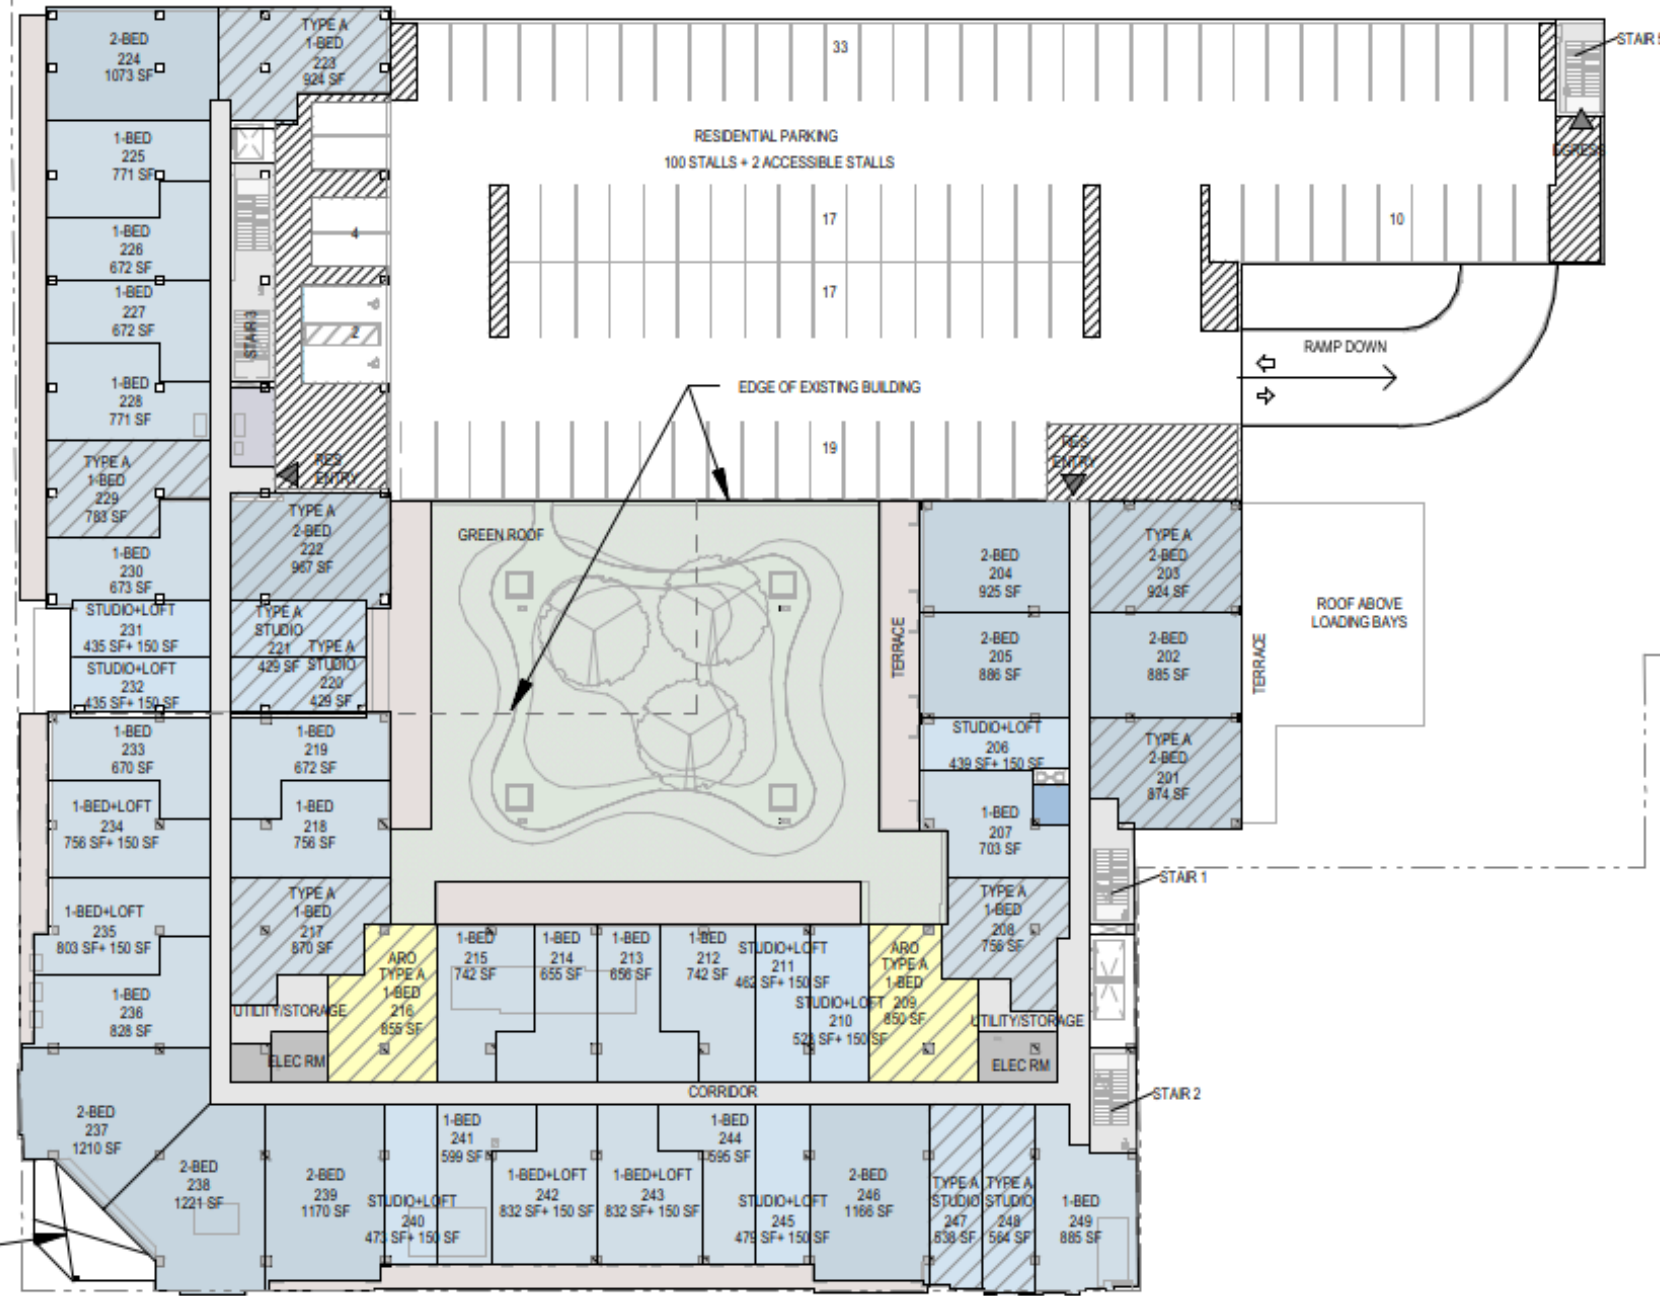 2-BED
224
1073 SF
TYPE A
1-BED
223
924 SF
33
STAIR
EGRESS
RESIDENTIAL PARKING
100 STALLS + 2 ACCESSIBLE STALLS
1-BED
225
771 SF
1-BED
226
672 SF
4
17
10
1-BED
227
672 SF
STAIR 3
2
17
RAMP DOWN
1-BED
228
771 SF
EDGE OF EXISTING BUILDING
TYPE A
1-BED
229
783 SF
RES
ENTRY
19
RES
ENTRY
1-BED
230
673 SF
TYPE A
2-BED
222
967 SF
GREEN ROOF
2-BED
204
925 SF
TYPE A
2-BED
203
924 SF
ROOF ABOVE
LOADING BAYS
STUDIO+LOFT
231
435 SF+ 150 SF
TYPE A
STUDIO
221
429 SF
TYPE A
STUDIO
220
429 SF
STUDIO+LOFT
232
435 SF+ 150 SF
TERRACE
2-BED
205
886 SF
2-BED
202
885 SF
TERRACE
1-BED
233
670 SF
1-BED
219
672 SF
STUDIO+LOFT
206
439 SF+ 150 SF
TYPE A
2-BED
201
874 SF
1-BED+LOFT
234
756 SF+ 150 SF
1-BED
218
756 SF
1-BED
207
703 SF
STAIR 1
1-BED+LOFT
235
803 SF+ 150 SF
TYPE A
1-BED
217
870 SF
TYPE A
1-BED
208
756 SF
ARO
TYPE A
1-BED
216
855 SF
1-BED
215
742 SF
1-BED
214
655 SF
1-BED
213
656 SF
1-BED
212
742 SF
STUDIO+LOFT
211
462 SF+ 150 SF
STUDIO+LOFT
210
SF+ 150 SF
ARO
TYPE A
1-BED
209
850 SF
1-BED
236
828 SF
UTILITY/STORAGE
UTILITY/STORAGE
ELEC RM
ELEC RM
CORRIDOR
STAIR 2
2-BED
237
1210 SF
2-BED
238
1221 SF
2-BED
239
1170 SF
STUDIO+LOFT
240
473 SF+ 150 SF
1-BED
241
599 SF
1-BED+LOFT
242
832 SF+ 150 SF
1-BED+LOFT
243
832 SF+ 150 SF
1-BED
244
595 SF
STUDIO+LOFT
245
479 SF+ 150 SF
2-BED
246
1166 SF
TYPE A
STUDIO
247
538 SF
TYPE A
STUDIO
248
564 SF
1-BED
249
885 SF